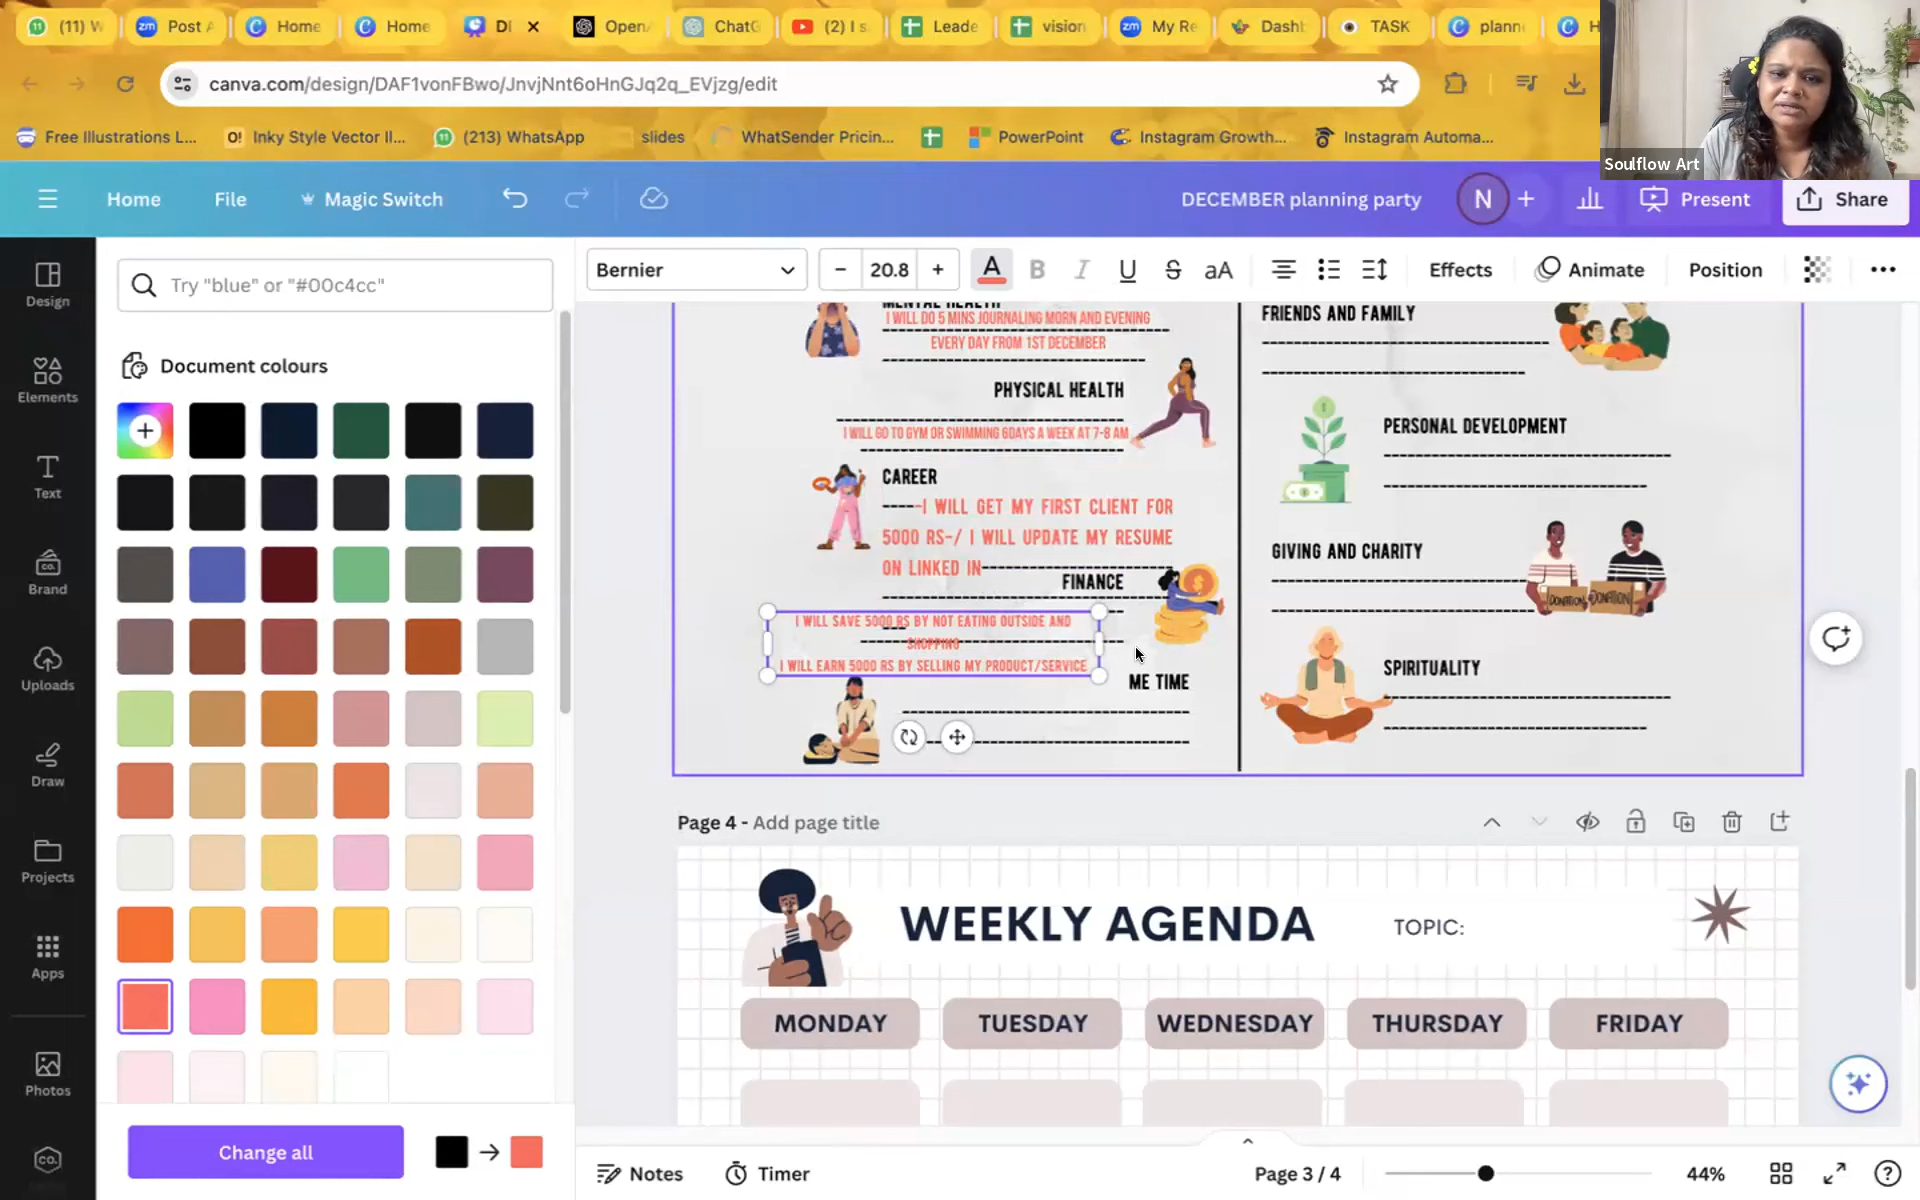 (11) W
Post A
Home
Home
DI
OpenA
ChatG
(2) I s
Leade
vision
My Re
Dashl
TASK
plann
H
canva.com/design/DAF1vonFBwo/JnvjNnt6oHnGJq2q_EVjzg/edit
Free Illustrations L...
Inky Style Vector Il...
(213) WhatsApp
slides
WhatSender Pricin...
PowerPoint
Instagram Growth...
Instagram Automa...
Soulflow Art
Home
File
Magic Switch
DECEMBER planning party
N
Present
Share
Design
Elements
Text
Brand
Uploads
Draw
Projects
Apps
Photos
Try "blue" or "#00c4cc"
Document colours
Change all
Bernier
20.8
Effects
Animate
Position
MENTAL HEALTH
I WILL DO 5 MINS JOURNALING MORN AND EVENING
EVERY DAY FROM 1ST DECEMBER
PHYSICAL HEALTH
I WILL GO TO GYM OR SWIMMING 6DAYS A WEEK AT 7-8 AM
CAREER
-----I WILL GET MY FIRST CLIENT FOR
5000 RS-/ I WILL UPDATE MY RESUME
ON LINKED IN
FINANCE
I WILL SAVE 5000 RS BY NOT EATING OUTSIDE AND
SHOPPING
I WILL EARN 5000 RS BY SELLING MY PRODUCT/SERVICE
ME TIME
FRIENDS AND FAMILY
PERSONAL DEVELOPMENT
GIVING AND CHARITY
DONATION
DONATION
SPIRITUALITY
Page 4 - Add page title
WEEKLY AGENDA
TOPIC:
MONDAY
TUESDAY
WEDNESDAY
THURSDAY
FRIDAY
Notes
Timer
Page 3 / 4
44%